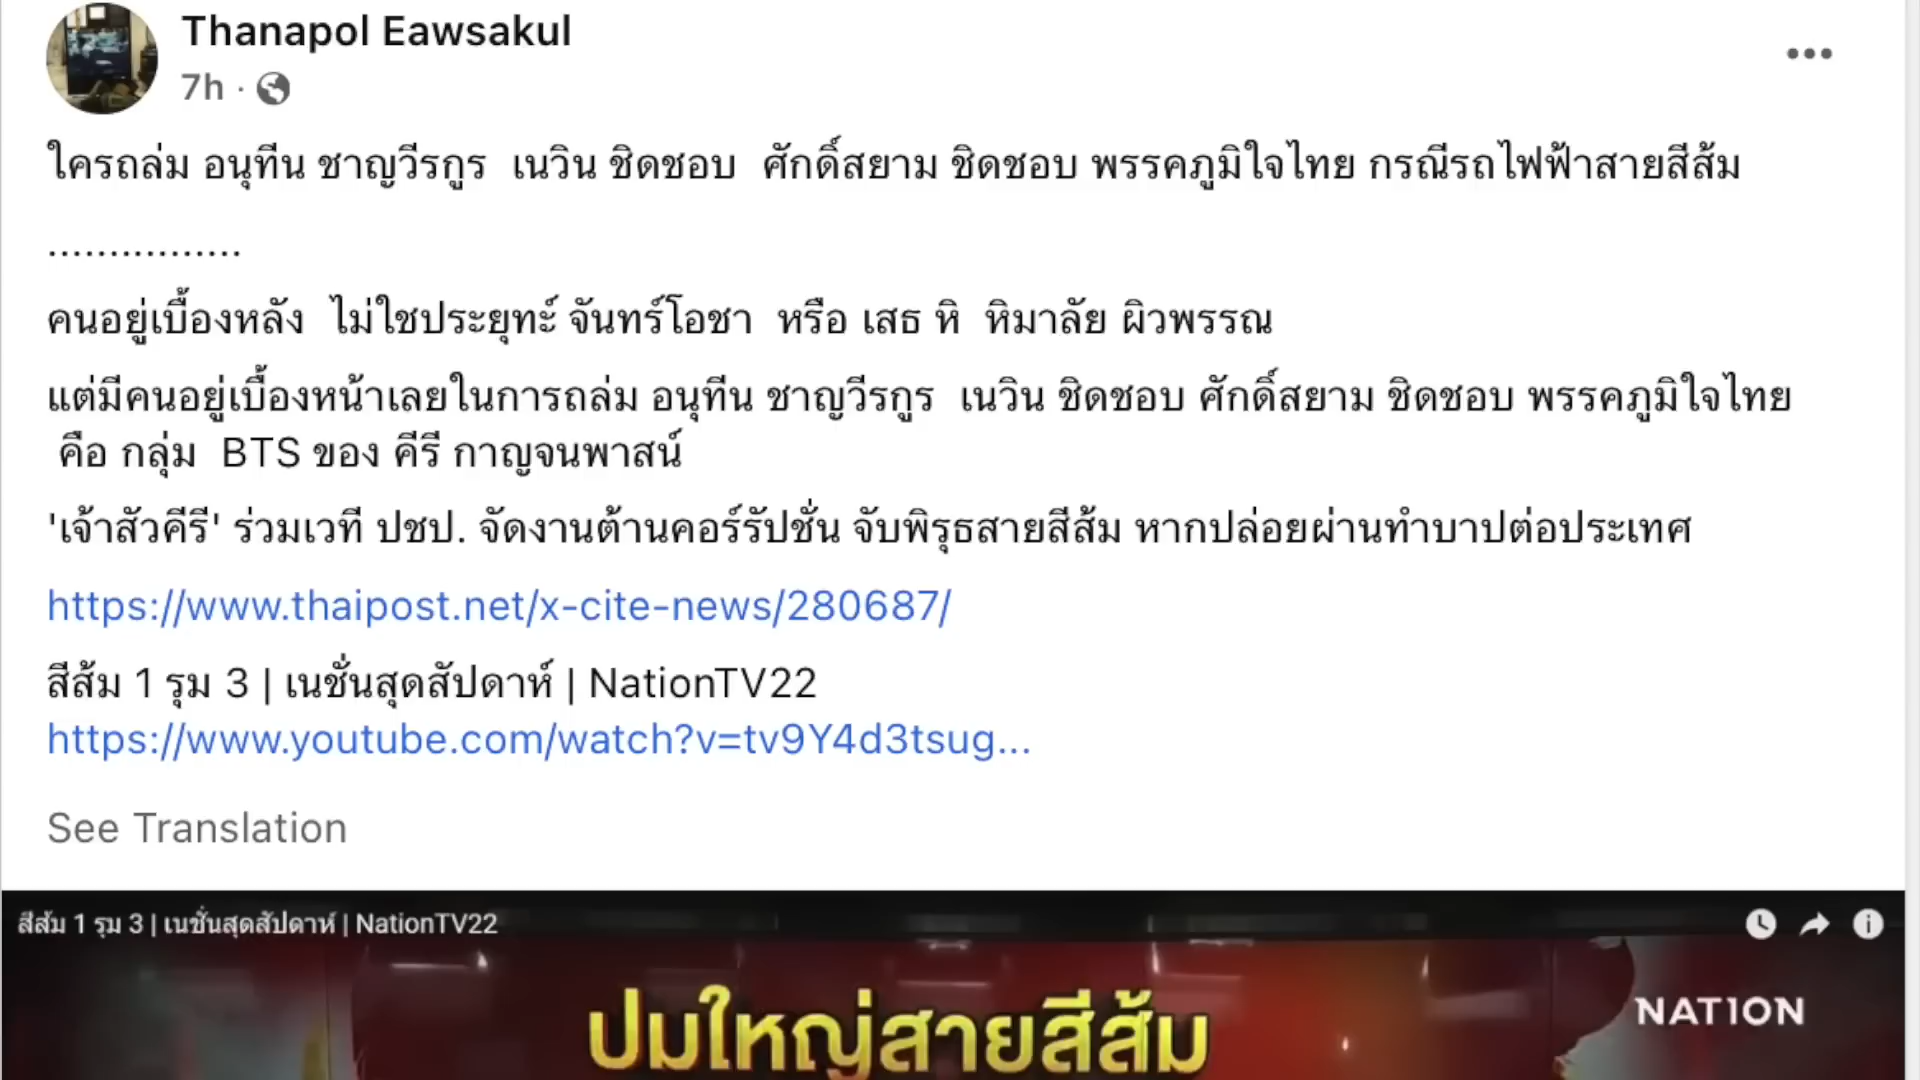 Thanapol Eawsakul
7h ·
ใครถล่ม อนุทีน ชาญวีรกูร  เนวิน ชิดชอบ  ศักดิ์สยาม ชิดชอบ พรรคภูมิใจไทย กรณีรถไฟฟ้าสายสีส้ม
................
คนอยู่เบื้องหลัง  ไม่ใชประยุทะ์ จันทร์โอชา  หรือ เสธ หิ  หิมาลัย ผิวพรรณ
แต่มีคนอยู่เบื้องหน้าเลยในการถล่ม อนุทีน ชาญวีรกูร  เนวิน ชิดชอบ ศักดิ์สยาม ชิดชอบ พรรคภูมิใจไทย
คือ กลุ่ม  BTS ของ คีรี กาญจนพาสน์
'เจ้าสัวคีรี' ร่วมเวที ปชป. จัดงานต้านคอร์รัปชั่น จับพิรุธสายสีส้ม หากปล่อยผ่านทำบาปต่อประเทศ
https://www.thaipost.net/x-cite-news/280687/
สีส้ม 1 รุม 3 | เนชั่นสุดสัปดาห์ | NationTV22
https://www.youtube.com/watch?v=tv9Y4d3tsug...
See Translation
สีส้ม 1 รุม 3 | เนชั่นสุดสัปดาห์ | NationTV22
NATION
ปมใหญ่สายสีส้ม